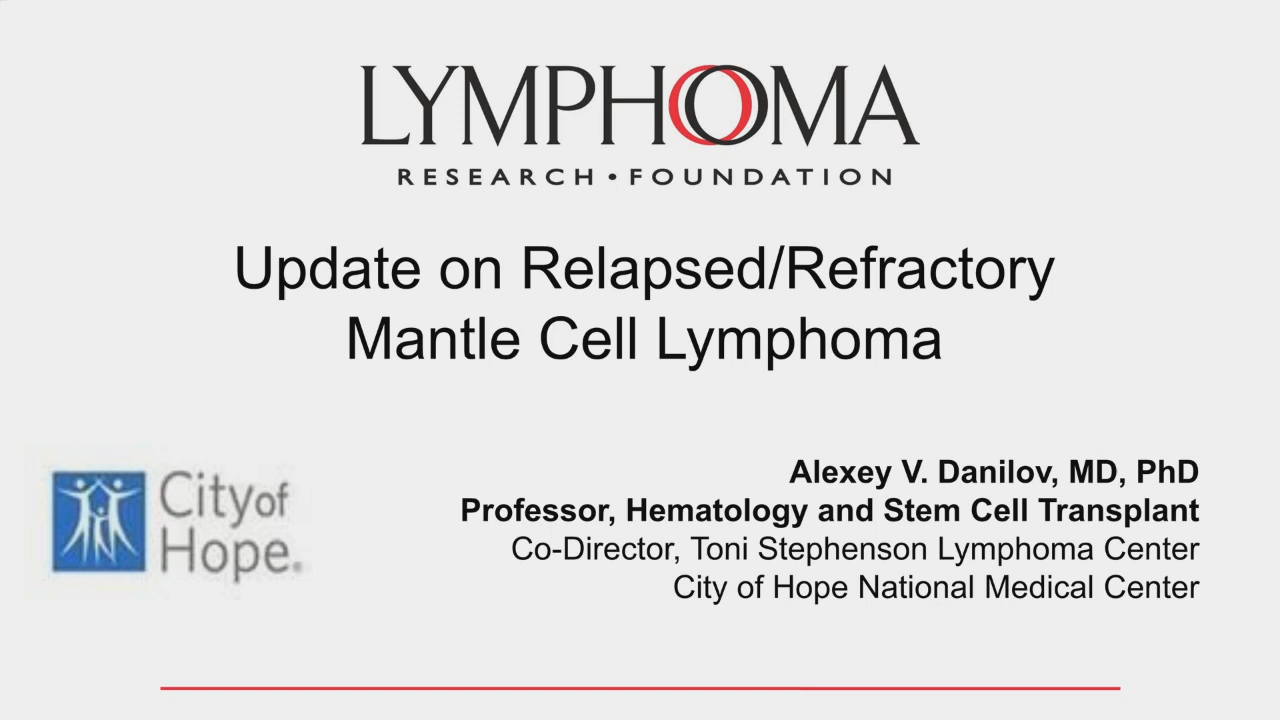 LYMPHOMA
RESEARCH • FOUNDATION
Update on Relapsed/Refractory
Mantle Cell Lymphoma
City of
Hope.
Alexey V. Danilov, MD, PhD
Professor, Hematology and Stem Cell Transplant
Co-Director, Toni Stephenson Lymphoma Center
City of Hope National Medical Center